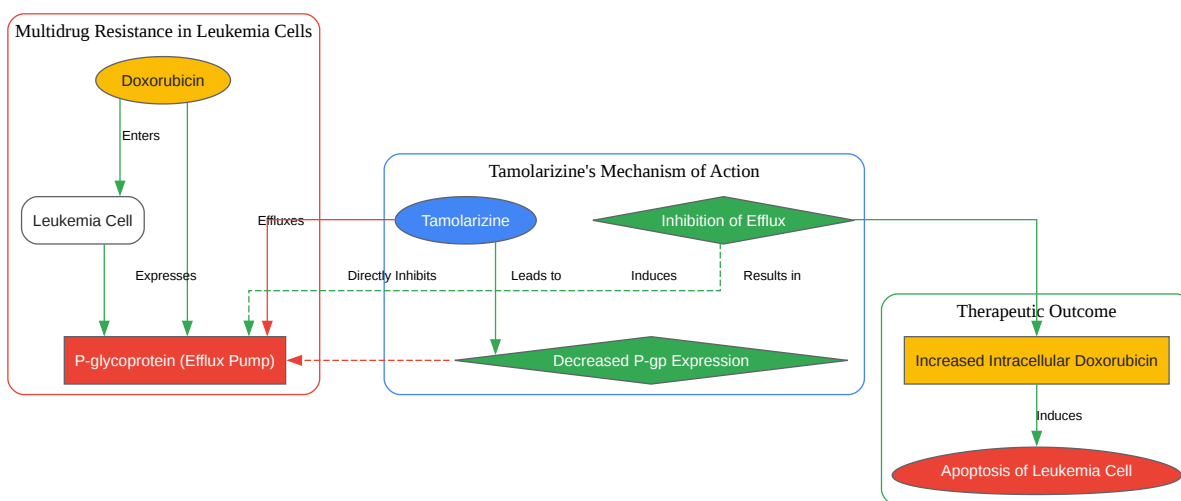 Multidrug Resistance in Leukemia Cells
Doxorubicin
Enters
Tamolarizine's Mechanism of Action
Leukemia Cell
Effluxes
Tamolarizine
Inhibition of Efflux
Expresses
Directly Inhibits
Leads to
Induces
Results in
Therapeutic Outcome
P-glycoprotein (Efflux Pump)
Decreased P-gp Expression
Increased Intracellular Doxorubicin
Induces
Apoptosis of Leukemia Cell